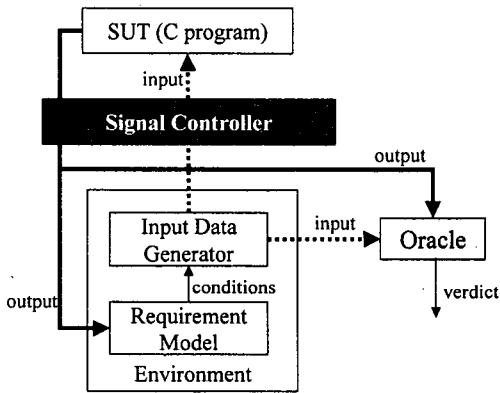 SUT (C program)
input
Signal Controller
output
Input Data
Generator
input
Oracle
conditions
verdict
output
Requirement
Model
Environment